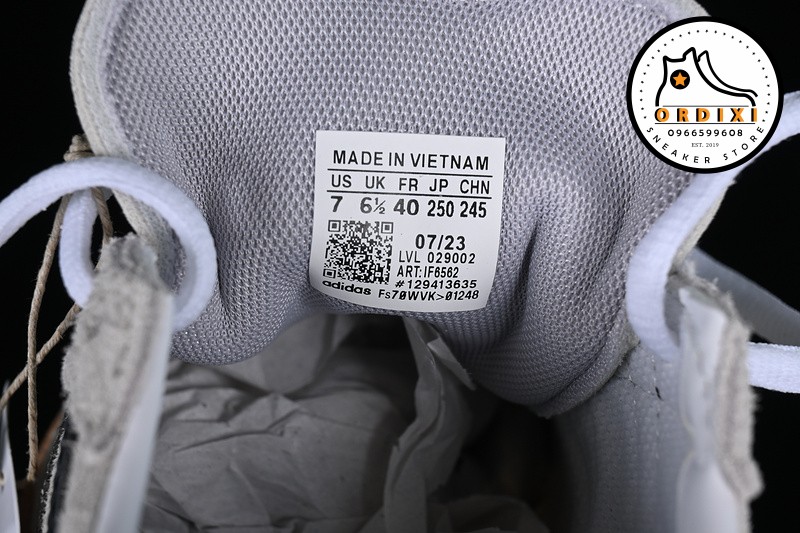 MADE IN VIETNAM
US UK FR JP CHN
7 6½ 40 250 245
07/23
LVL 029002
ART:IF6562
#129413635
adidas Fs70WVK>01248
ORDIXI
0966599608
EST. 2019
SNEAKER STORE